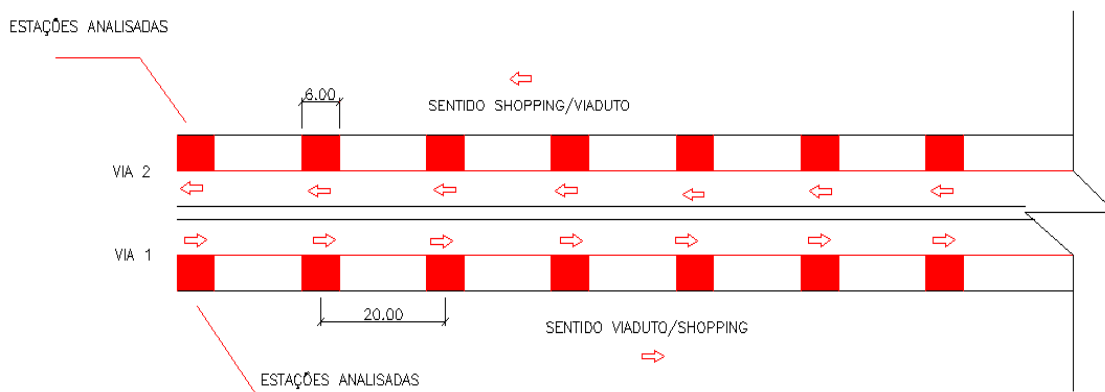 ESTAÇÕES ANALISADAS
6.00
SENTIDO SHOPPING/VIADUTO
VIA 2
VIA 1
20.00
SENTIDO VIADUTO/SHOPPING
ESTAÇÕES ANALISADAS